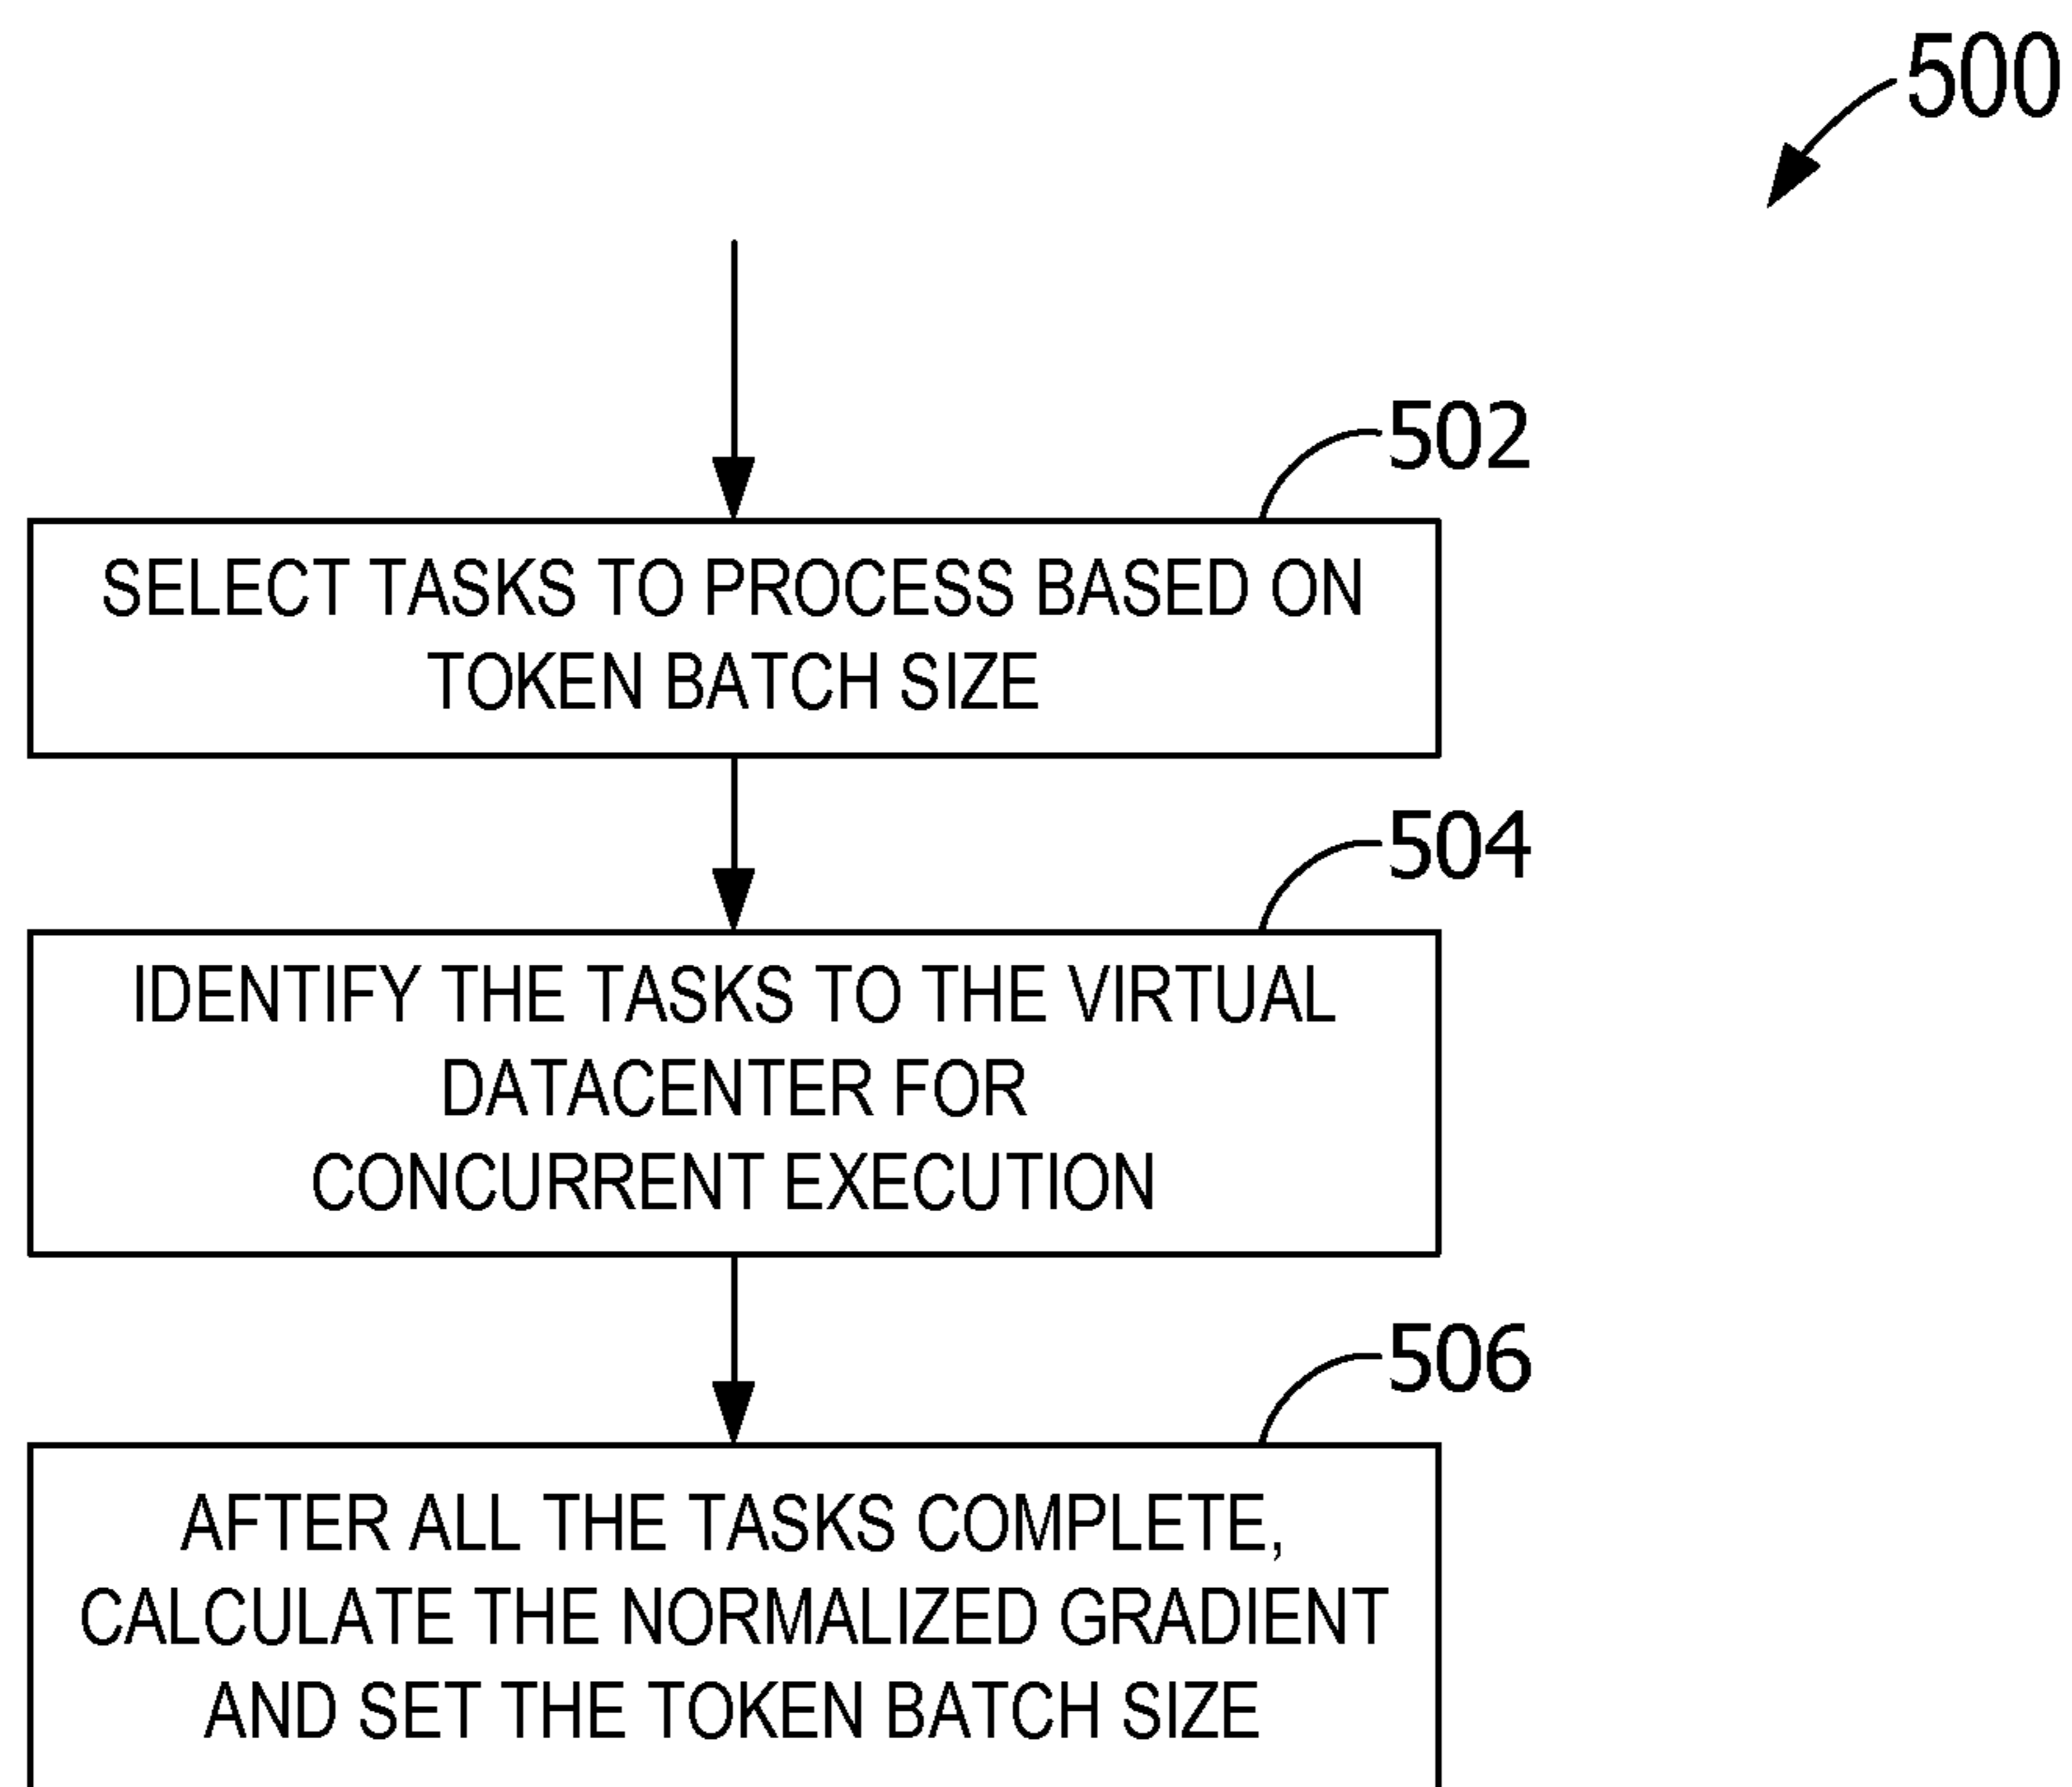 500
502
SELECT TASKS TO PROCESS BASED ON
TOKEN BATCH SIZE
504
IDENTIFY THE TASKS TO THE VIRTUAL
DATACENTER FOR
CONCURRENT EXECUTION
506
AFTER ALL THE TASKS COMPLETE,
CALCULATE THE NORMALIZED GRADIENT
AND SET THE TOKEN BATCH SIZE